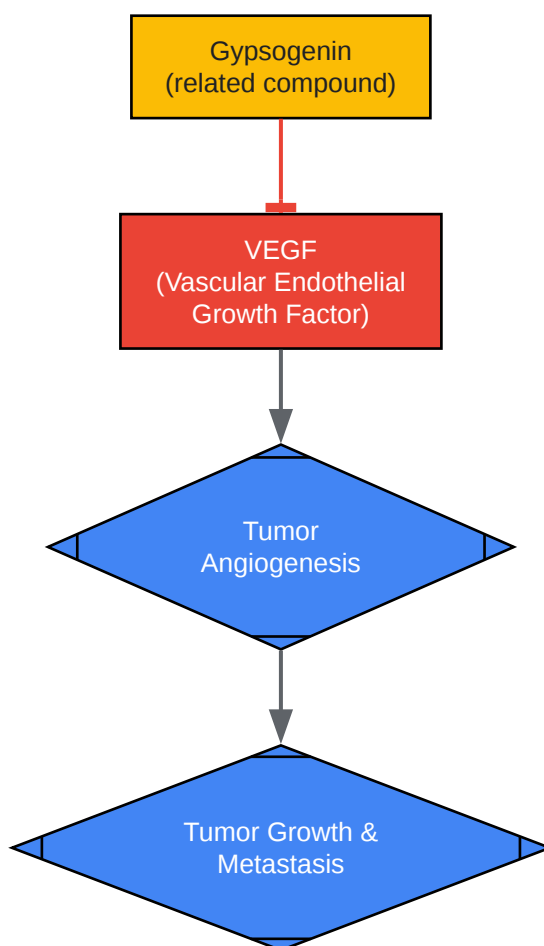 Gypsogenin
(related compound)
VEGF
(Vascular Endothelial
Growth Factor)
Tumor
Angiogenesis
Tumor Growth &
Metastasis